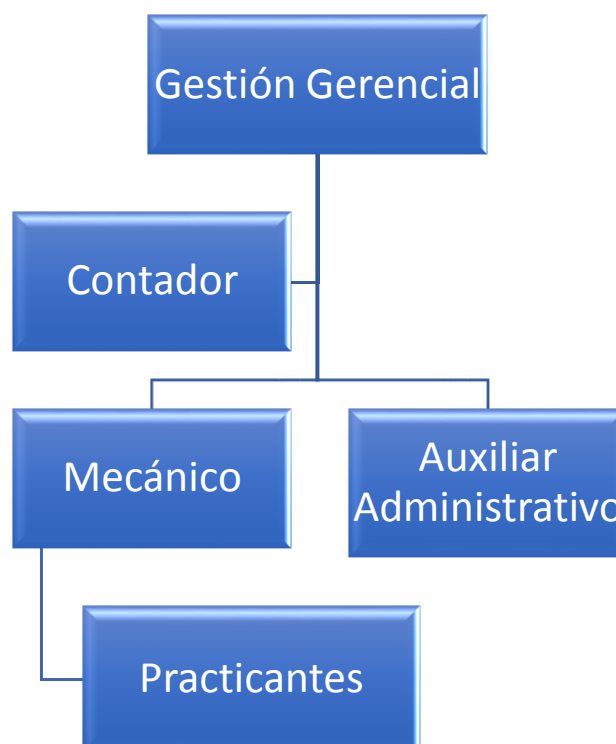 Gestión Gerencial
Contador
Mecánico
Auxiliar
Administrativo
Practicantes